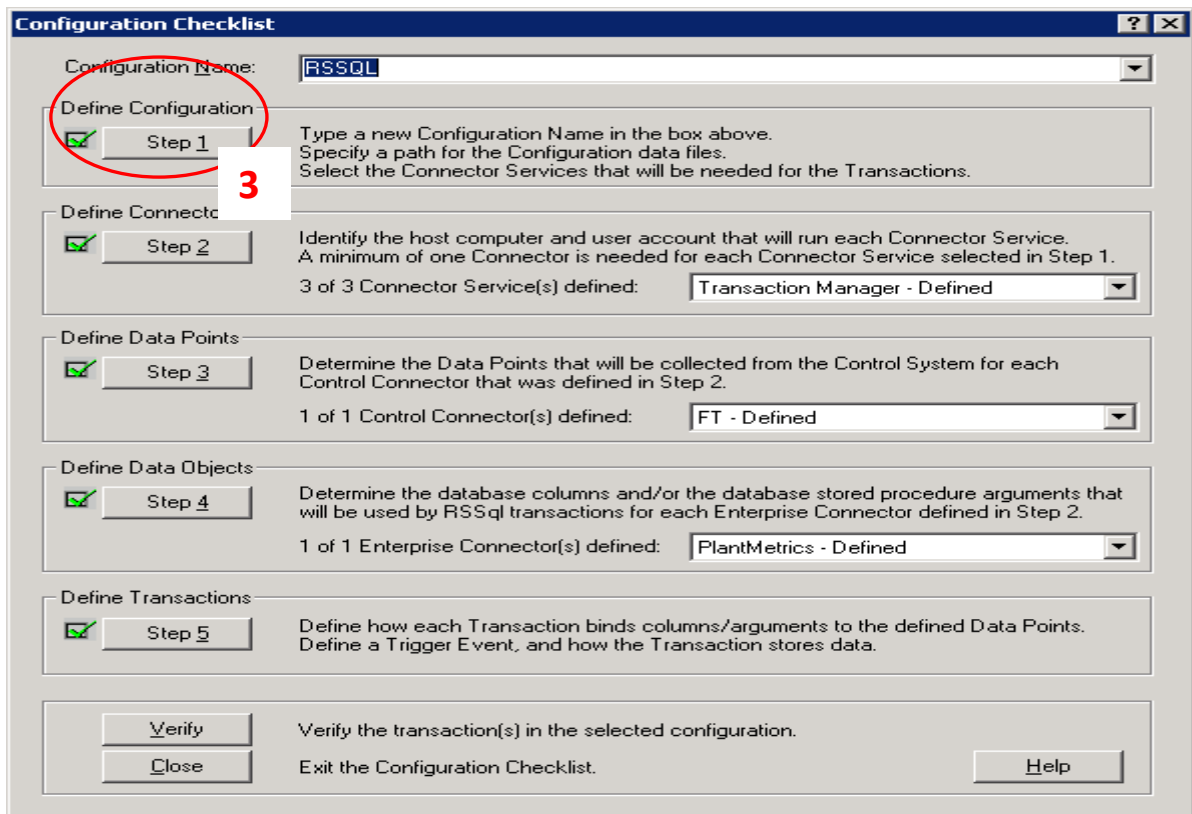 Configuration Checklist
Configuration Name: RSSQL
Define Configuration
Step 1
Type a new Configuration Name in the box above.
Specify a path for the Configuration data files.
Select the Connector Services that will be needed for the Transactions.
3
Define Connecto
Step 2
Identify the host computer and user account that will run each Connector Service.
A minimum of one Connector is needed for each Connector Service selected in Step 1.
3 of 3 Connector Service(s) defined: Transaction Manager - Defined
Define Data Points
Step 3
Determine the Data Points that will be collected from the Control System for each
Control Connector that was defined in Step 2.
1 of 1 Control Connector(s) defined: FT - Defined
Define Data Objects
Step 4
Determine the database columns and/or the database stored procedure arguments that
will be used by RSSql transactions for each Enterprise Connector defined in Step 2.
1 of 1 Enterprise Connector(s) defined: PlantMetrics - Defined
Define Transactions
Step 5
Define how each Transaction binds columns/arguments to the defined Data Points.
Define a Trigger Event, and how the Transaction stores data.
Verify
Verify the transaction(s) in the selected configuration.
Close
Exit the Configuration Checklist.
Help